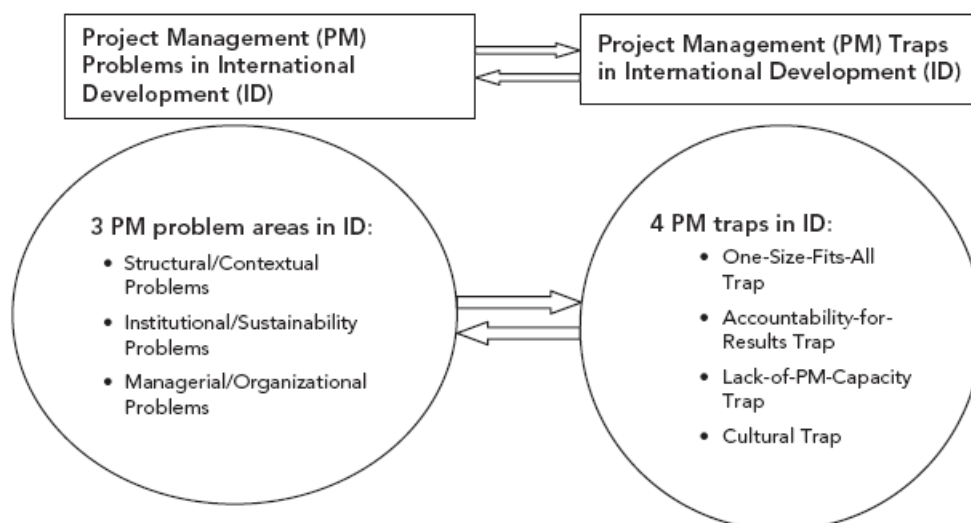 Project Management (PM)
Problems in International
Development (ID)
Project Management (PM) Traps
in International Development (ID)
3 PM problem areas in ID:
• Structural/Contextual
Problems
• Institutional/Sustainability
Problems
• Managerial/Organizational
Problems
4 PM traps in ID:
• One-Size-Fits-All
Trap
• Accountability-for-
Results Trap
• Lack-of-PM-Capacity
Trap
• Cultural Trap